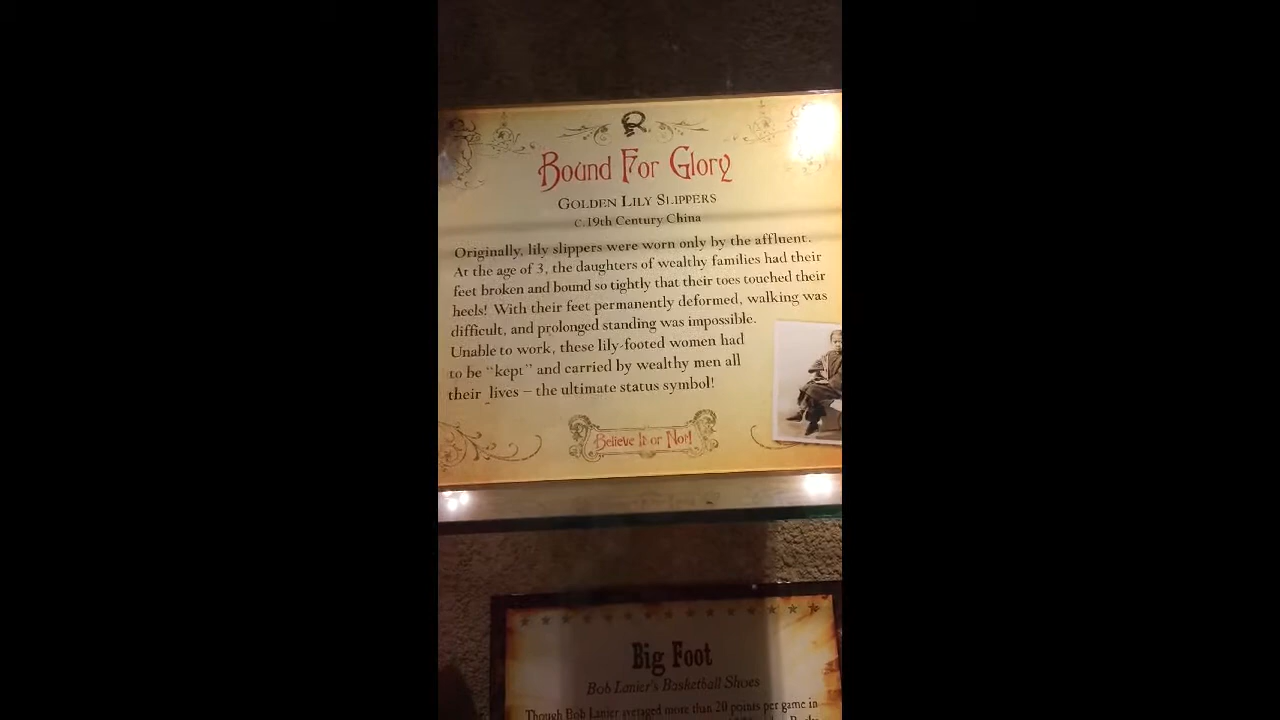 Bound For Glory
GOLDEN LILY SLIPPERS
C.19th Century China
Originally, lily slippers were worn only by the affluent.
At the age of 3, the daughters of wealthy families had their
feet broken and bound so tightly that their toes touched their
heels! With their feet permanently deformed, walking was
difficult, and prolonged standing was impossible.
Unable to work, these lily-footed women had
to be “kept” and carried by wealthy men all
their lives – the ultimate status symbol!
Believe It or Not!
Big Foot
Bob Lanier's Basketball Shoes
Though Bob Lanier averaged more than 20 points per game in